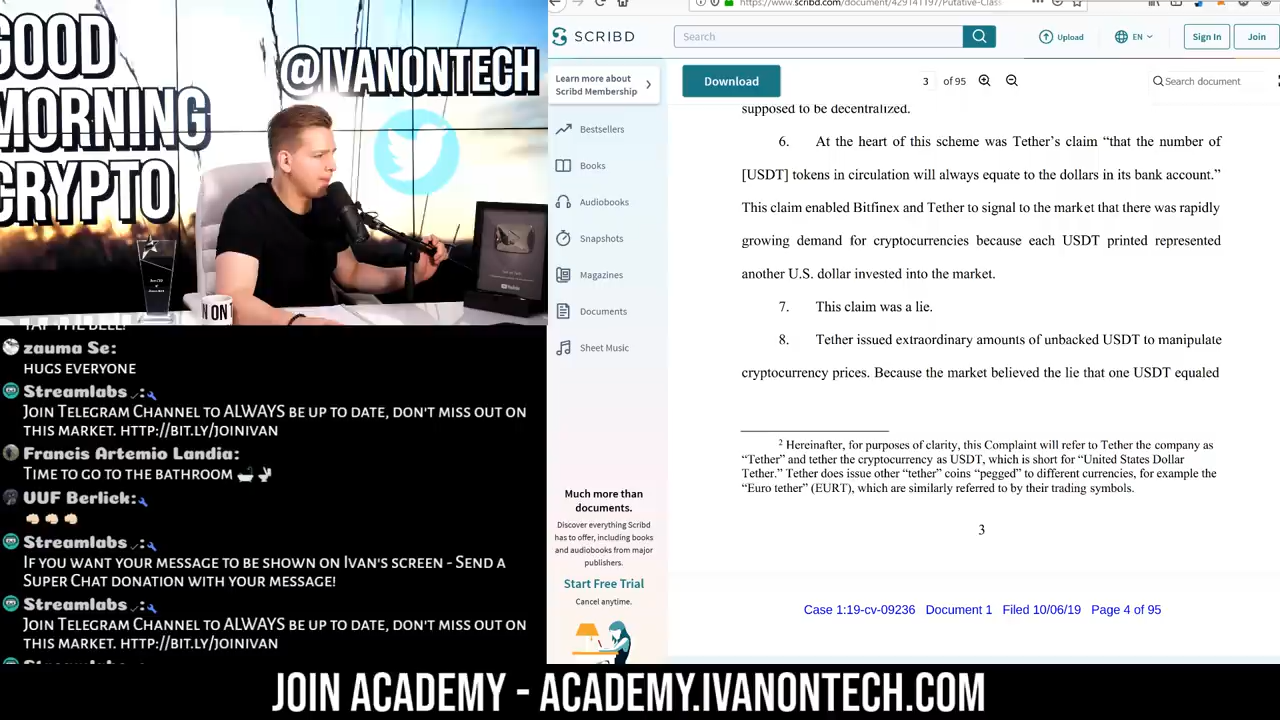 GOOD
MORNING
CRYPTO
@IVANONTECH
IVAN ON T
YouTube
TAP THE BELL!
zauma Se:
HUGS EVERYONE
Streamlabs:
JOIN TELEGRAM CHANNEL TO ALWAYS BE UP TO DATE, DON'T MISS OUT ON
THIS MARKET. HTTP://BIT.LY/JOINIVAN
Francis Artemio Landia:
TIME TO GO TO THE BATHROOM 🛁🚽
UUF Berlick:
👊🏻👊🏻👊🏻
Streamlabs:
IF YOU WANT YOUR MESSAGE TO BE SHOWN ON IVAN'S SCREEN - SEND A
SUPER CHAT DONATION WITH YOUR MESSAGE!
Streamlabs:
JOIN TELEGRAM CHANNEL TO ALWAYS BE UP TO DATE, DON'T MISS OUT ON
THIS MARKET. HTTP://BIT.LY/JOINIVAN
https://www.scribd.com/document/429141197/Putative-Class
SCRIBD
Search
Upload
EN
Sign In
Join
Learn more about
Scribd Membership
Download
3 of 95
Search document
Bestsellers
Books
Audiobooks
Snapshots
Magazines
Documents
Sheet Music
Much more than
documents.
Discover everything Scribd
has to offer, including books
and audiobooks from major
publishers.
Start Free Trial
Cancel anytime.
supposed to be decentralized.
6. At the heart of this scheme was Tether's claim “that the number of
[USDT] tokens in circulation will always equate to the dollars in its bank account.”
This claim enabled Bitfinex and Tether to signal to the market that there was rapidly
growing demand for cryptocurrencies because each USDT printed represented
another U.S. dollar invested into the market.
7. This claim was a lie.
8. Tether issued extraordinary amounts of unbacked USDT to manipulate
cryptocurrency prices. Because the market believed the lie that one USDT equaled
2 Hereinafter, for purposes of clarity, this Complaint will refer to Tether the company as
“Tether” and tether the cryptocurrency as USDT, which is short for “United States Dollar
Tether.” Tether does issue other “tether” coins “pegged” to different currencies, for example the
“Euro tether” (EURT), which are similarly referred to by their trading symbols.
3
Case 1:19-cv-09236 Document 1 Filed 10/06/19 Page 4 of 95
JOIN ACADEMY - ACADEMY.IVANONTECH.COM